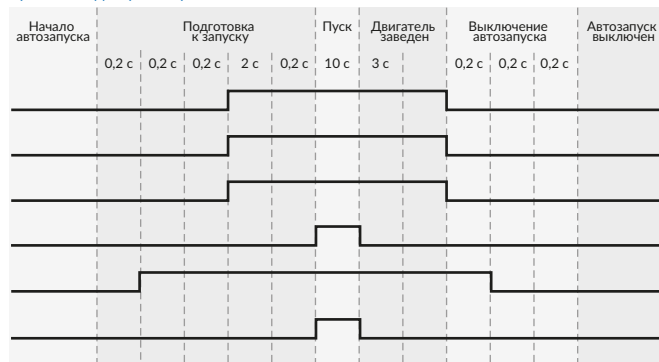 Начало
автозапуска
Подготовка
к запуску
Пуск
Двигатель
заведен
Выключение
автозапуска
Автозапуск
выключен
0,2 с 0,2 с 0,2 с 2 с 0,2 с 10 с 3 с 0,2 с 0,2 с 0,2 с